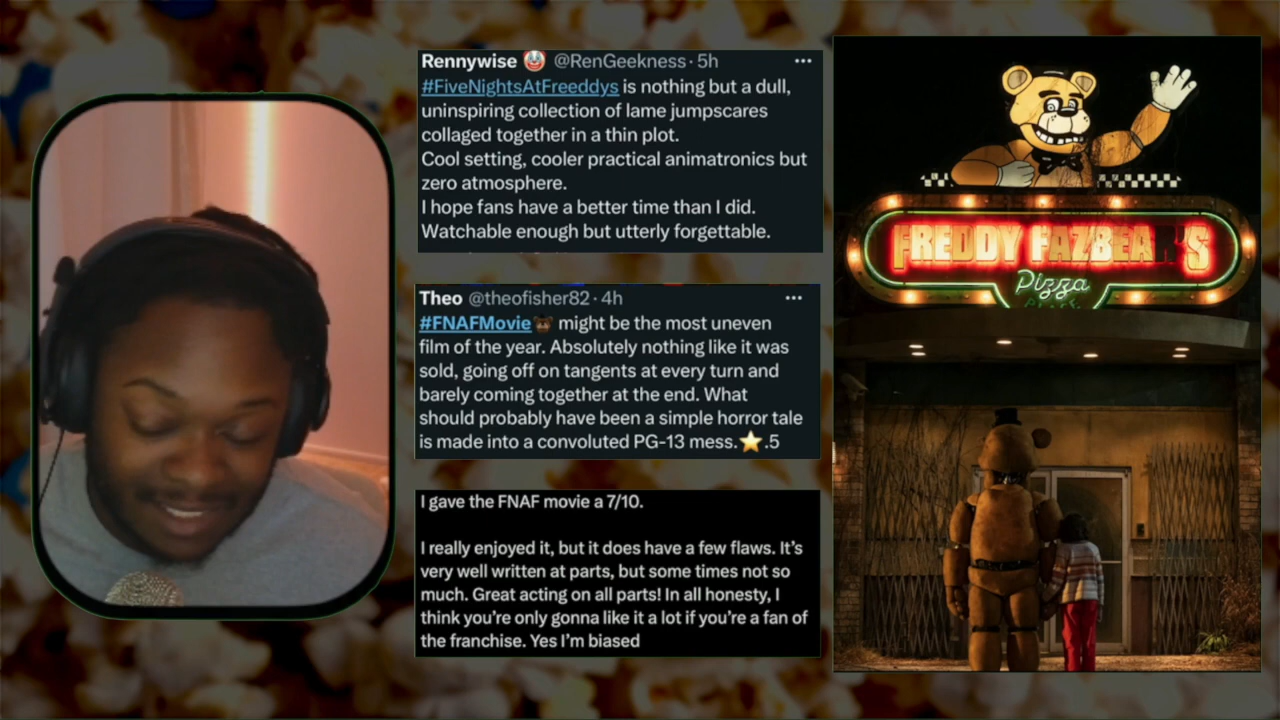 Rennywise 🤡 @RenGeekness · 5h
#FiveNightsAtFreeddys is nothing but a dull,
uninspiring collection of lame jumpscares
collaged together in a thin plot.
Cool setting, cooler practical animatronics but
zero atmosphere.
I hope fans have a better time than I did.
Watchable enough but utterly forgettable.
Theo @theofisher82 · 4h
#FNAFMovie🐻 might be the most uneven
film of the year. Absolutely nothing like it was
sold, going off on tangents at every turn and
barely coming together at the end. What
should probably have been a simple horror tale
is made into a convoluted PG-13 mess.⭐.5
I gave the FNAF movie a 7/10.
I really enjoyed it, but it does have a few flaws. It's
very well written at parts, but some times not so
much. Great acting on all parts! In all honesty, I
think you're only gonna like it a lot if you're a fan of
the franchise. Yes I'm biased
FREDDY FAZBEAR'S
Pizza